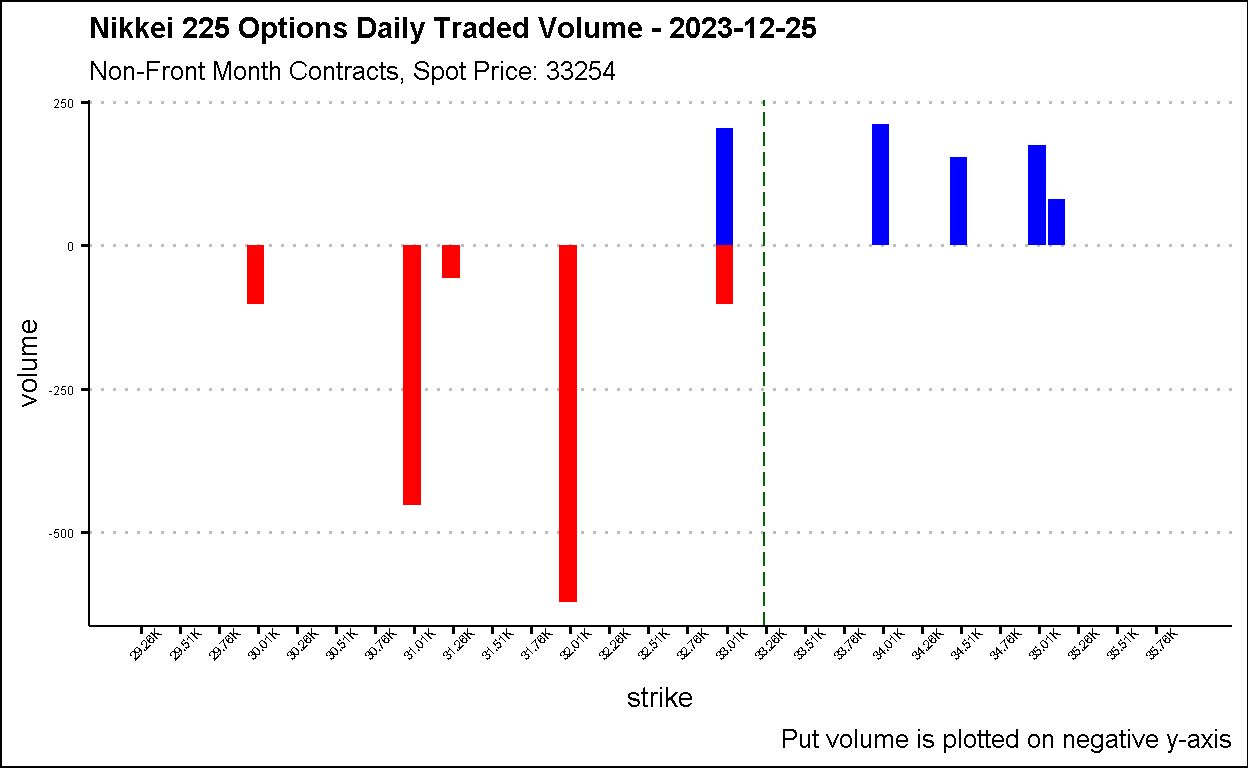 Nikkei 225 Options Daily Traded Volume - 2023-12-25
Non-Front Month Contracts, Spot Price: 33254
250
0
-250
-500
volume
29.26K 29.51K 29.76K 30.01K 30.26K 30.51K 30.76K 31.01K 31.26K 31.51K 31.76K 32.01K 32.26K 32.51K 32.76K 33.01K 33.26K 33.51K 33.76K 34.01K 34.26K 34.51K 34.76K 35.01K 35.26K 35.51K 35.76K
strike
Put volume is plotted on negative y-axis